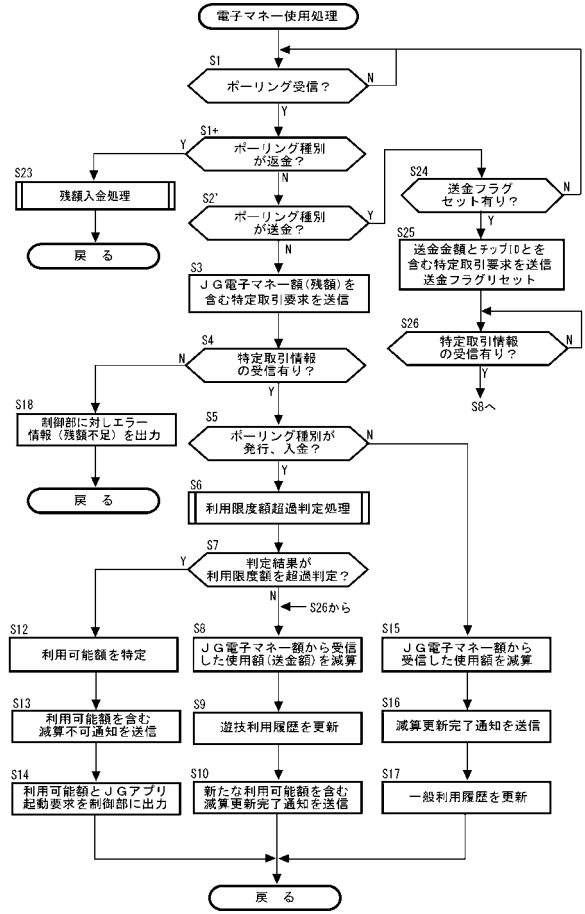 電子マネー使用処理
S1
ポーリング受信?
N
Y
S1+
ポーリング種別
が返金?
Y
N
S23
残額入金処理
戻 る
S2'
ポーリング種別
が送金?
Y
N
S24
送金フラグ
セット有り?
N
Y
S25
送金金額とチップIDとを
含む特定取引要求を送信
送金フラグリセット
S26
特定取引情報
の受信有り?
N
Y
S8へ
S3
JG電子マネー額(残額)を
含む特定取引要求を送信
S4
特定取引情報
の受信有り?
N
Y
S18
制御部に対しエラー
情報(残額不足)を出力
戻 る
S5
ポーリング種別が
発行、入金?
N
Y
S6
利用限度額超過判定処理
S7
判定結果が
利用限度額を超過判定?
Y
N
S26から
S12
利用可能額を特定
S13
利用可能額を含む
減算不可通知を送信
S14
利用可能額とJGアプリ
起動要求を制御部に出力
S8
JG電子マネー額から受信
した使用額(送金額)を減算
S9
遊技利用履歴を更新
S10
新たな利用可能額を含む
減算更新完了通知を送信
S15
JG電子マネー額から
受信した使用額を減算
S16
減算更新完了通知を送信
S17
一般利用履歴を更新
戻 る